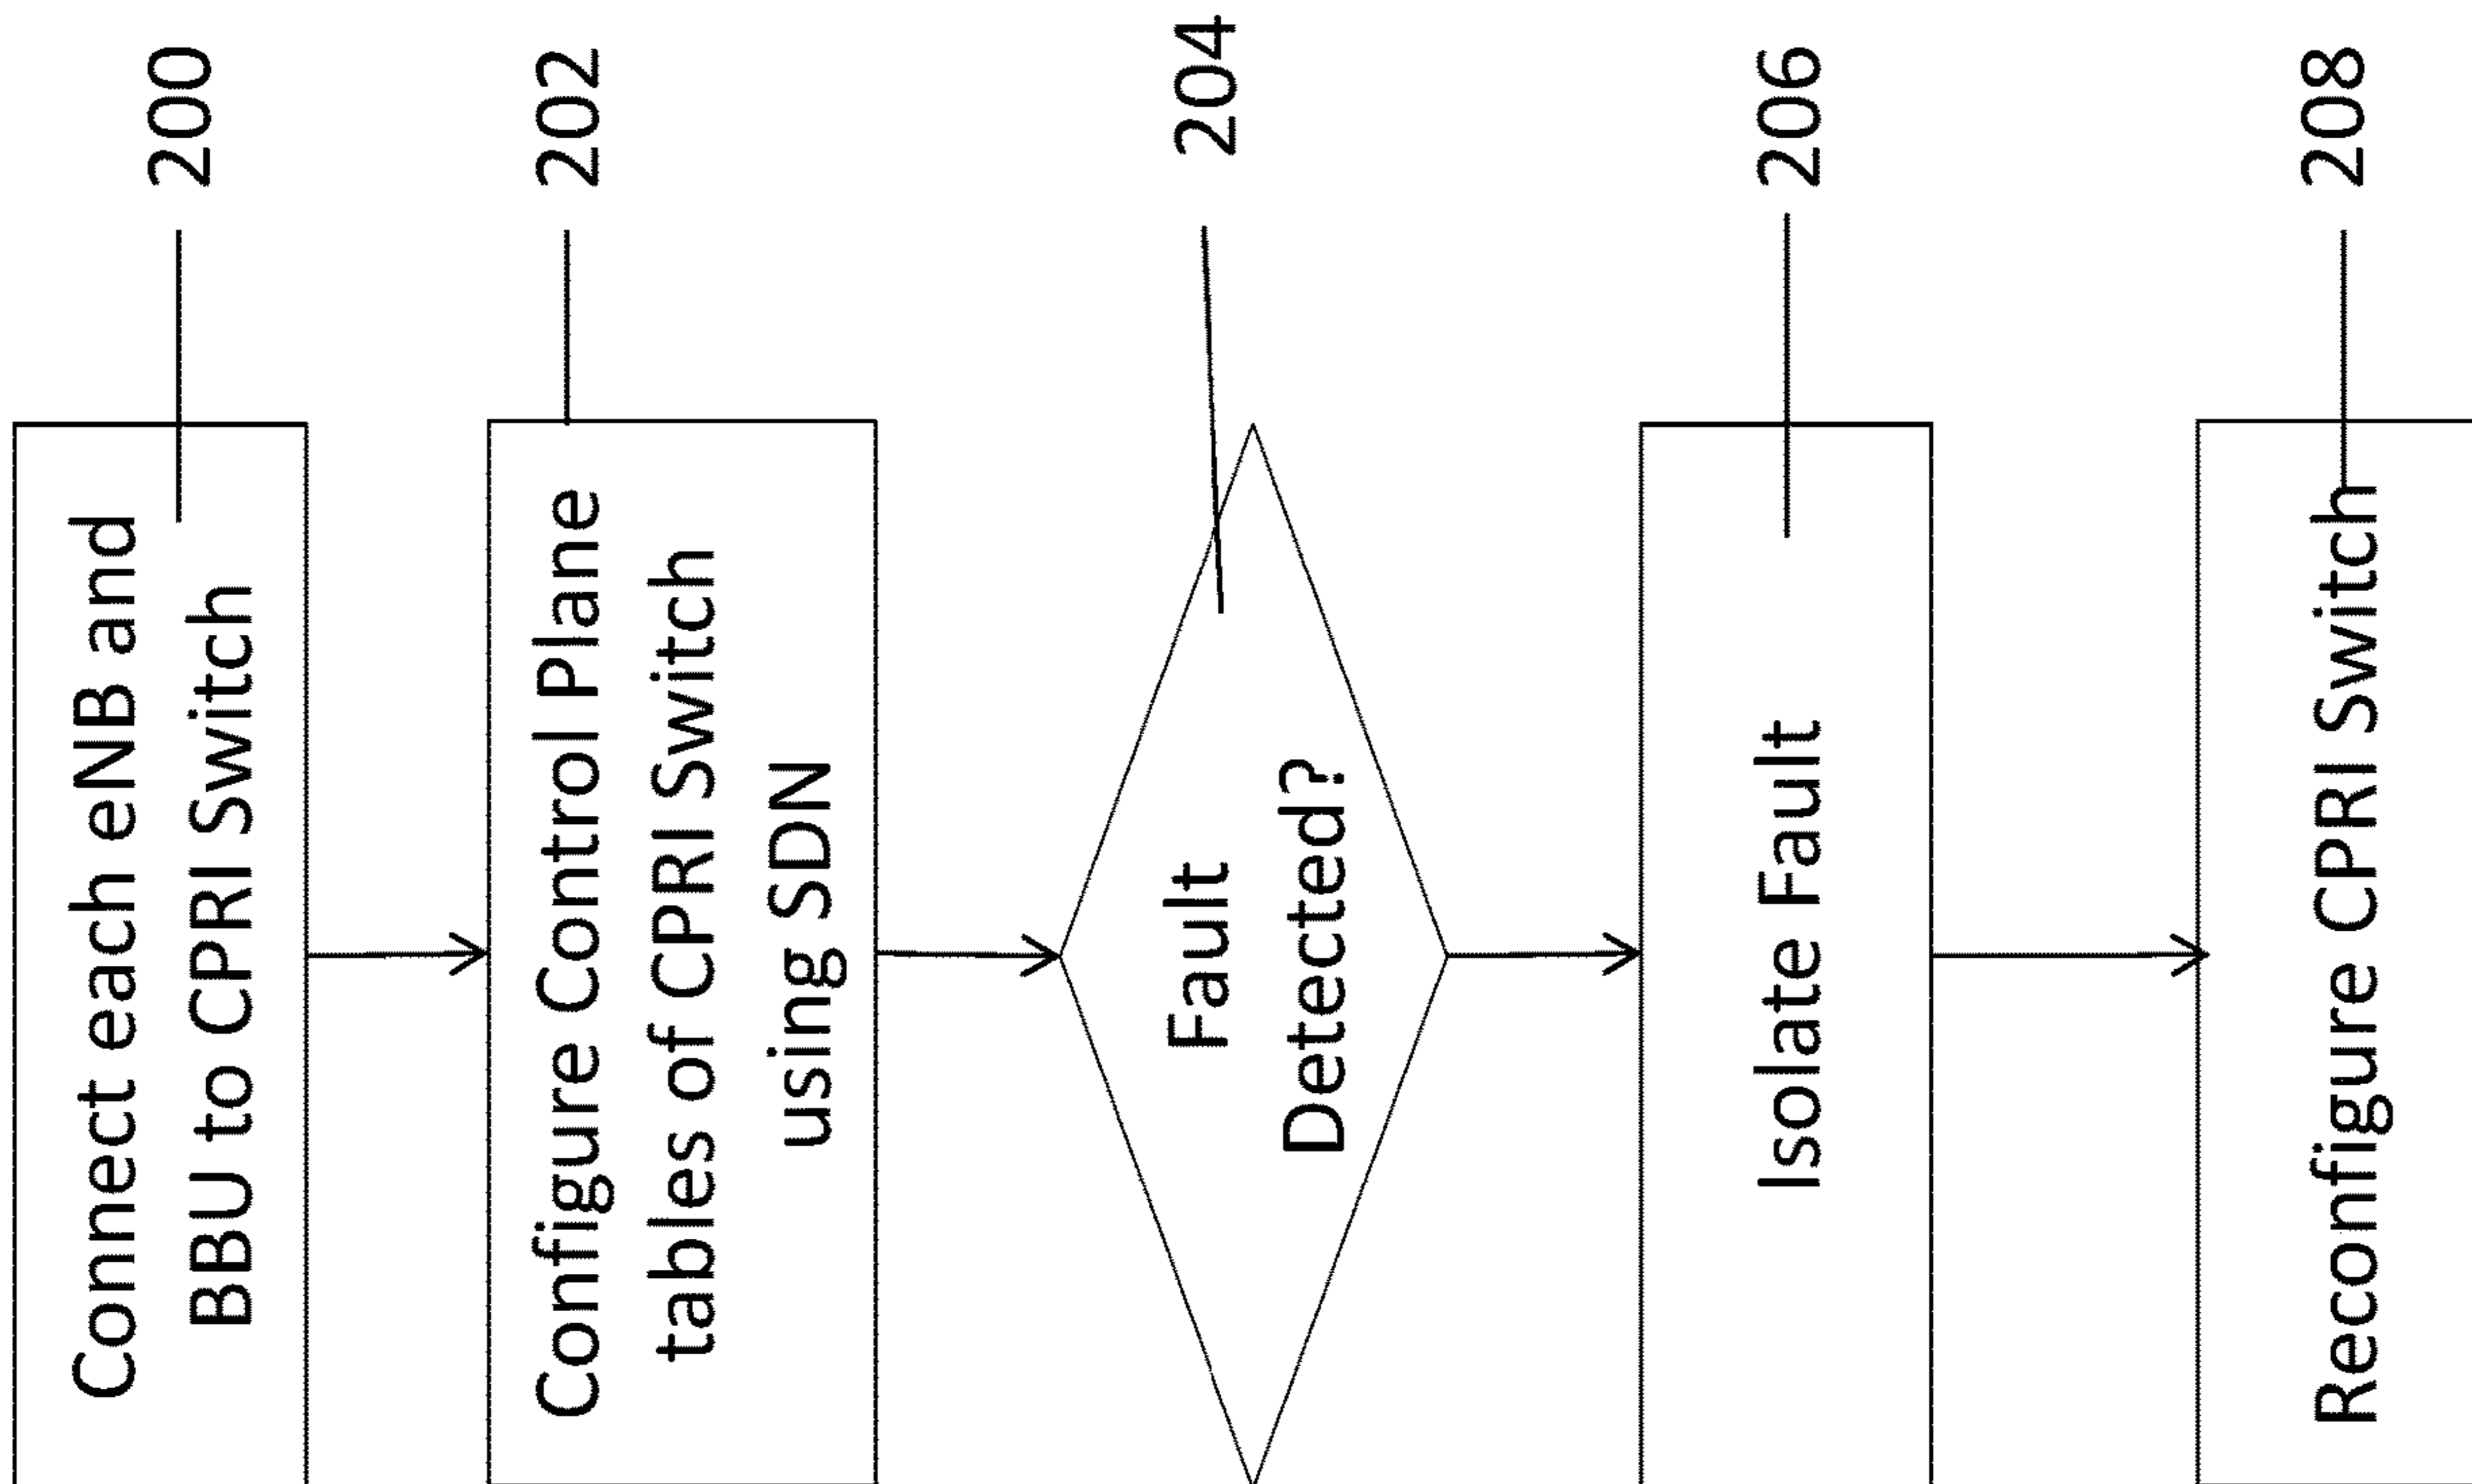 Connect each eNB and
BBU to CPRI Switch
200
Configure Control Plane
tables of CPRI Switch
using SDN
202
Fault
Detected?
204
Isolate Fault
206
Reconfigure CPRI Switch
208